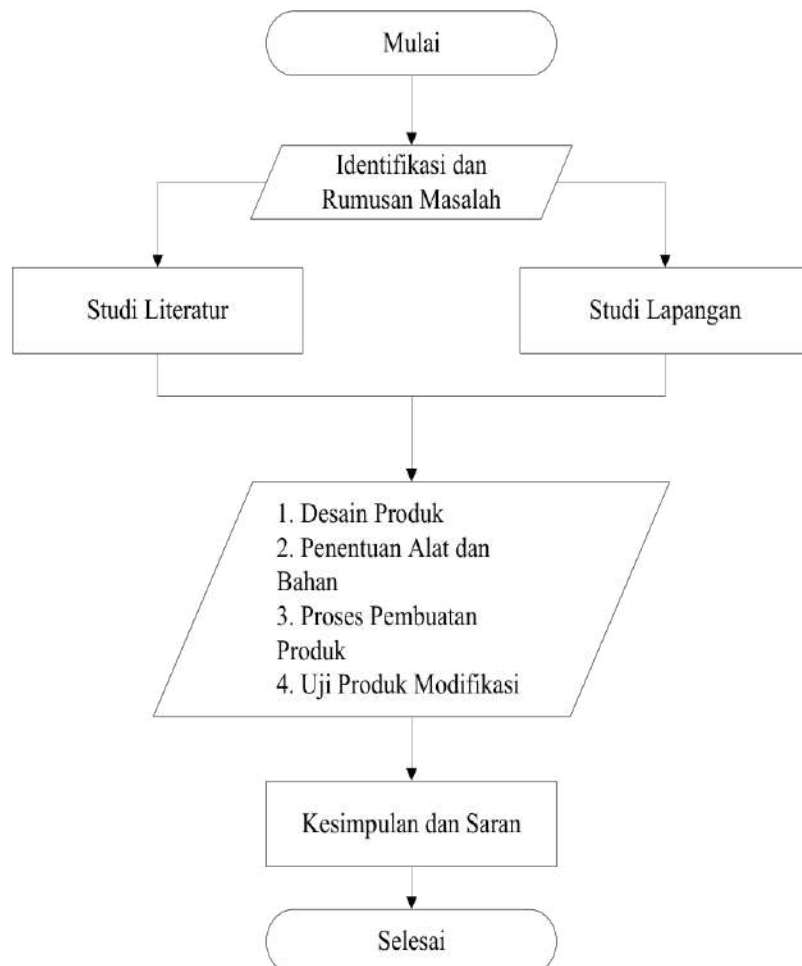 Mulai
Identifikasi dan
Rumusan Masalah
Studi Literatur
Studi Lapangan
1. Desain Produk
2. Penentuan Alat dan
Bahan
3. Proses Pembuatan
Produk
4. Uji Produk Modifikasi
Kesimpulan dan Saran
Selesai